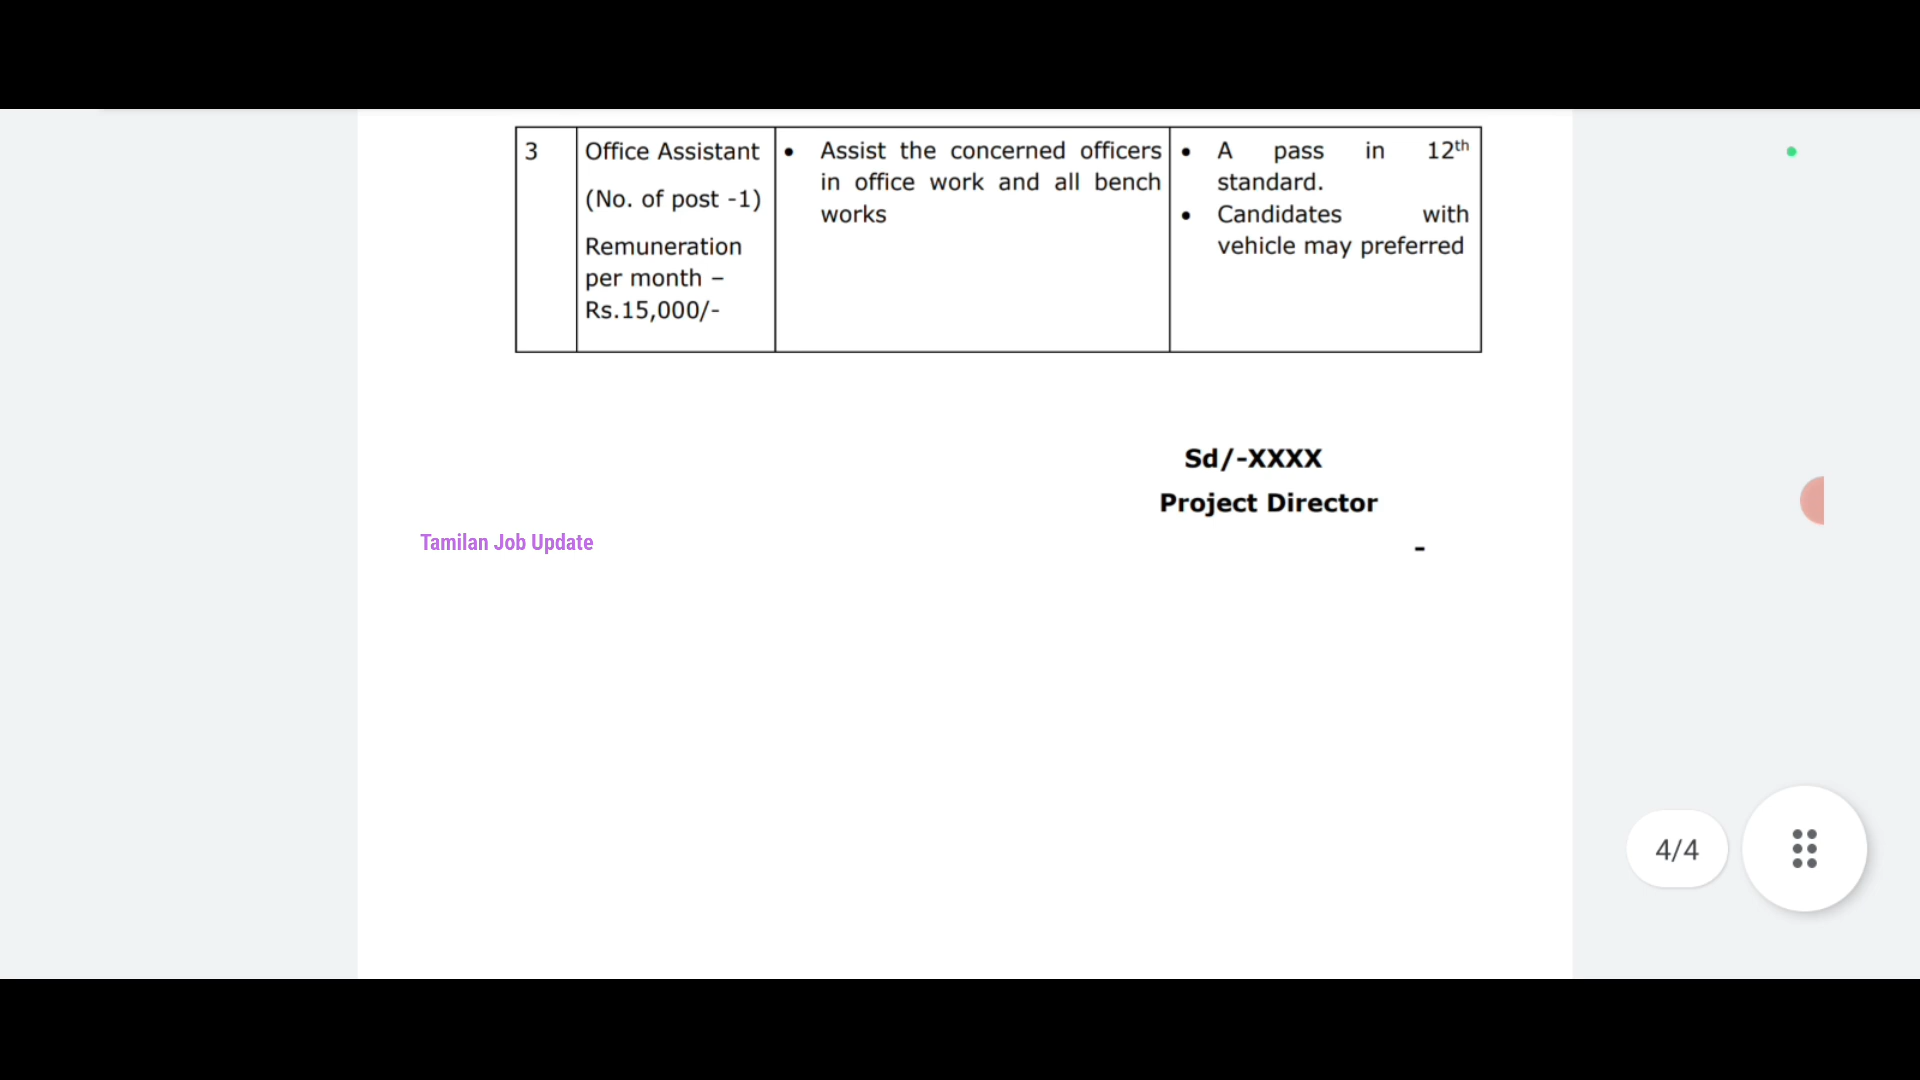 3
Office Assistant
(No. of post -1)
Remuneration
per month –
Rs.15,000/-
• Assist the concerned officers
in office work and all bench
works
• A pass in 12th
standard.
• Candidates with
vehicle may preferred
Sd/-XXXX
Project Director
-
Tamilan Job Update
4/4